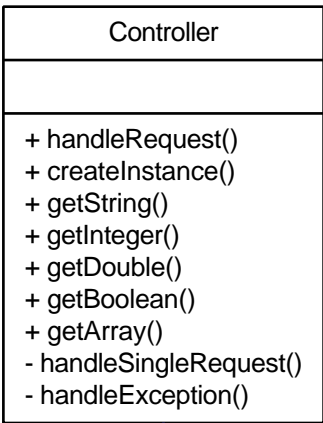 Controller
+ handleRequest()
+ createInstance()
+ getString()
+ getInteger()
+ getDouble()
+ getBoolean()
+ getArray()
- handleSingleRequest()
- handleException()